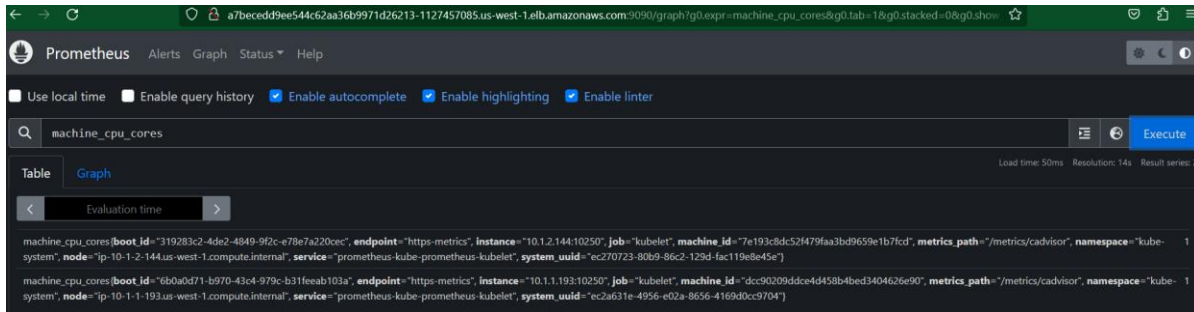 a7becedd9ee544c62aa36b9971d26213-1127457085.us-west-1.elb.amazonaws.com:9090/graph?g0.expr=machine_cpu_cores&g0.tab=1&g0.stacked=0&g0.show
Prometheus Alerts Graph Status Help
Use local time Enable query history Enable autocomplete Enable highlighting Enable linter
machine_cpu_cores Execute
Load time: 50ms Resolution: 14s Result series:
Table Graph
Evaluation time
machine_cpu_cores{boot_id="319283c2-4de2-4849-9f2c-e78e7a220cec", endpoint="https-metrics", instance="10.1.2.144:10250", job="kubelet", machine_id="7e193c8dc52f479faa3bd9659e1b7fcd", metrics_path="/metrics/cadvisor", namespace="kube- 1
system", node="ip-10-1-2-144.us-west-1.compute.internal", service="prometheus-kube-prometheus-kubelet", system_uuid="ec270723-80b9-86c2-129d-fac119e8e45e"}
machine_cpu_cores{boot_id="6b0a0d71-b970-43c4-979c-b31feeab103a", endpoint="https-metrics", instance="10.1.1.193:10250", job="kubelet", machine_id="dcc90209ddce4d458b4bed3404626e90", metrics_path="/metrics/cadvisor", namespace="kube- 1
system", node="ip-10-1-1-193.us-west-1.compute.internal", service="prometheus-kube-prometheus-kubelet", system_uuid="ec2a631e-4956-e02a-8656-4169d0cc9704"}